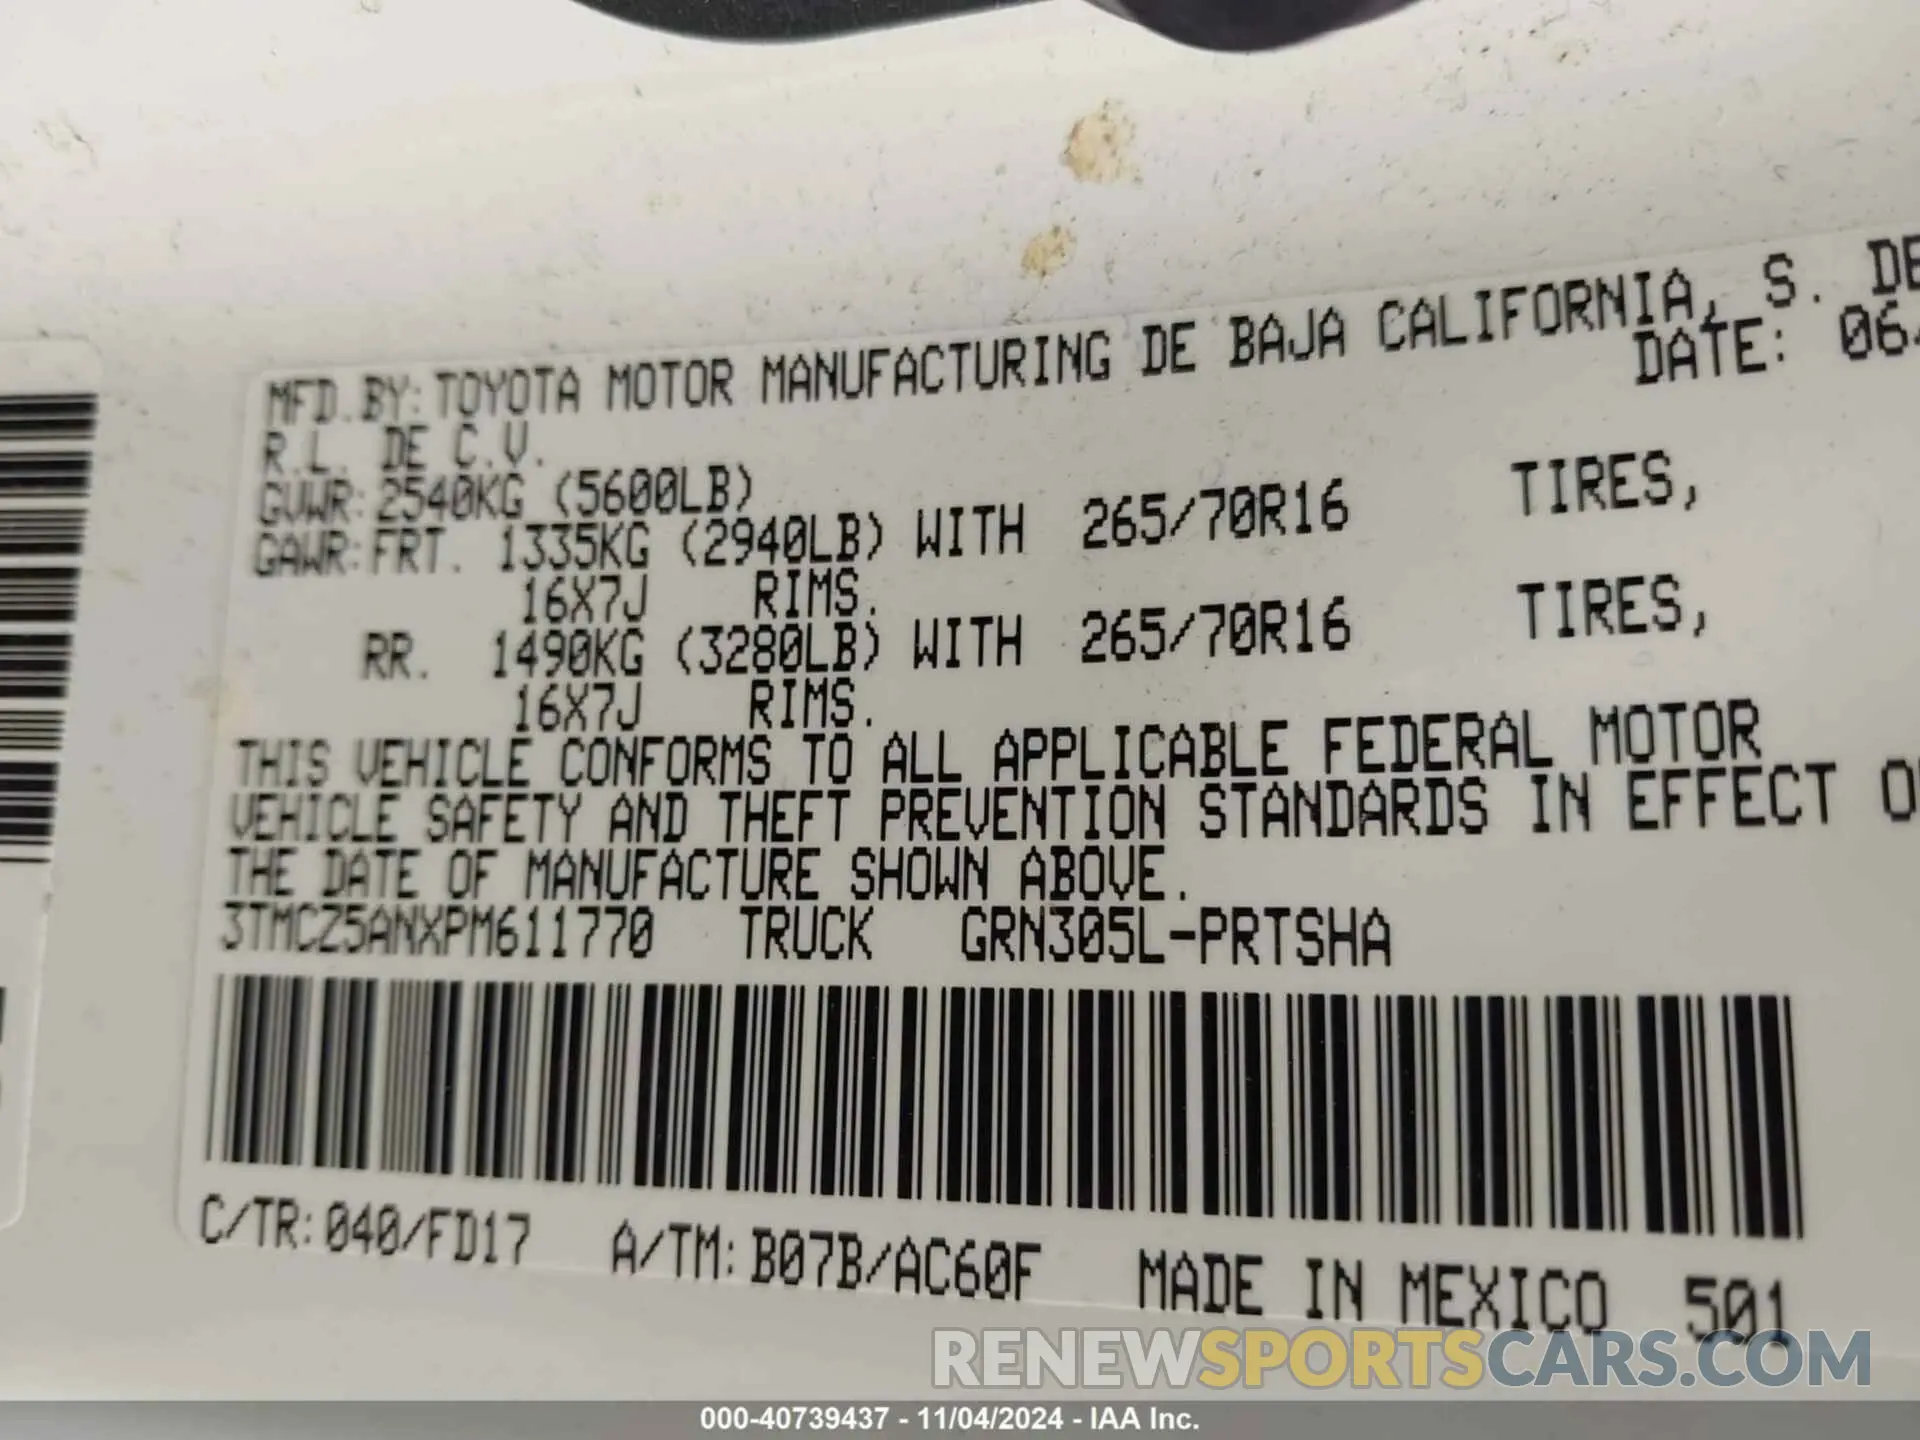 MFD. BY: TOYOTA MOTOR MANUFACTURING DE BAJA CALIFORNIA, S. DE
R.L. DE C.V. DATE: 06
GVWR: 2540KG (5600LB)
GAWR: FRT. 1335KG (2940LB) WITH 265/70R16 TIRES,
16X7J RIMS.
RR. 1490KG (3280LB) WITH 265/70R16 TIRES,
16X7J RIMS.
THIS VEHICLE CONFORMS TO ALL APPLICABLE FEDERAL MOTOR
VEHICLE SAFETY AND THEFT PREVENTION STANDARDS IN EFFECT
THE DATE OF MANUFACTURE SHOWN ABOVE.
3TMCZ5ANXPM611770 TRUCK GRN305L-PRTSHA
C/TR: 040/FD17 A/TM: B07B/AC60F MADE IN MEXICO 501
RENEWSPORTSCARS.COM
000-40739437 - 11/04/2024 - IAA Inc.